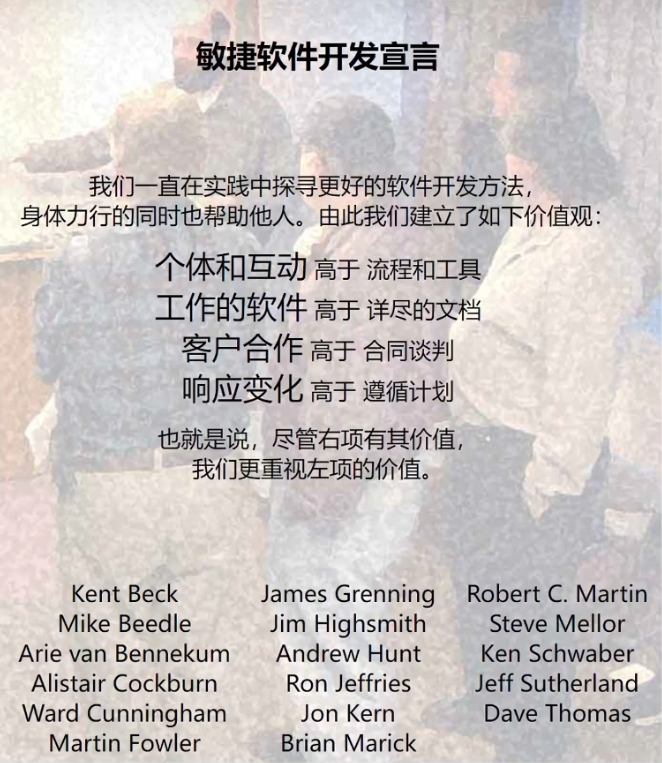 敏捷软件开发宣言
我们一直在实践中探寻更好的软件开发方法，
身体力行的同时也帮助他人。由此我们建立了如下价值观：
个体和互动 高于 流程和工具
工作的软件 高于 详尽的文档
客户合作 高于 合同谈判
响应变化 高于 遵循计划
也就是说，尽管右项有其价值，
我们更重视左项的价值。
Kent Beck
Mike Beedle
Arie van Bennekum
Alistair Cockburn
Ward Cunningham
Martin Fowler
James Grenning
Jim Highsmith
Andrew Hunt
Ron Jeffries
Jon Kern
Brian Marick
Robert C. Martin
Steve Mellor
Ken Schwaber
Jeff Sutherland
Dave Thomas